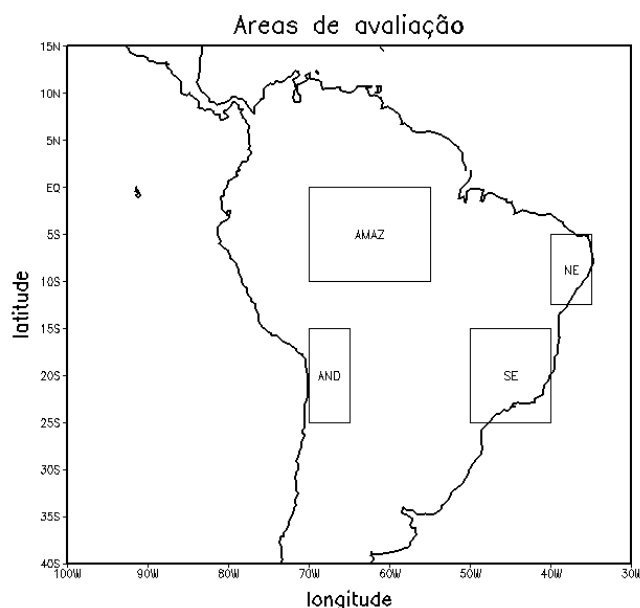 Areas de avaliação
15N
10N
5N
EQ
5S
10S
15S
20S
25S
30S
35S
40S
latitude
AMAZ
NE
AND
SE
100W 90W 80W 70W 60W 50W 40W 30W
longitude